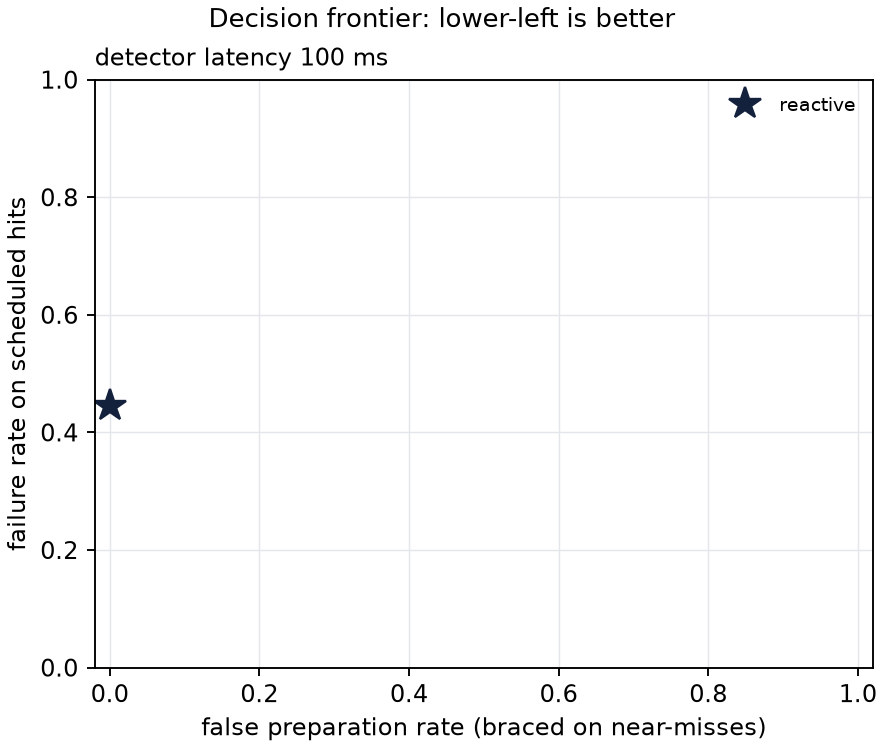 Decision frontier: lower-left is better
detector latency 100 ms
reactive
failure rate on scheduled hits
1.0
0.8
0.6
0.4
0.2
0.0
0.0 0.2 0.4 0.6 0.8 1.0
false preparation rate (braced on near-misses)